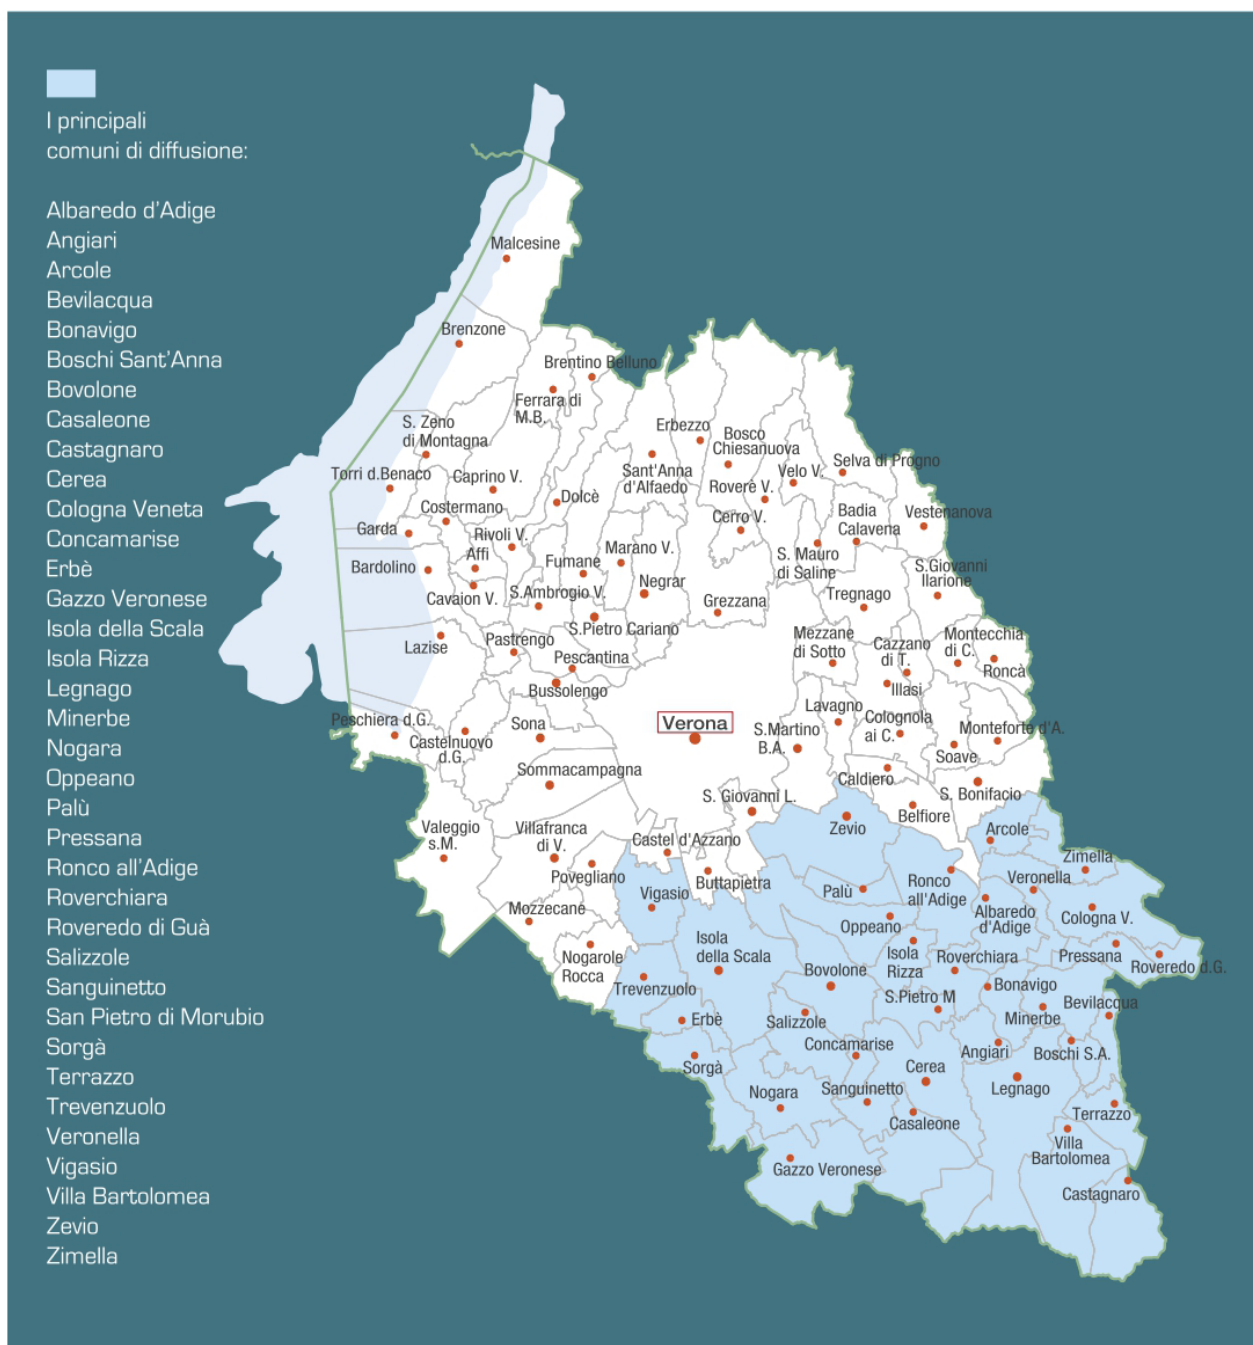 I principali
comuni di diffusione:
Albaredo d'Adige
Angiari
Arcole
Bevilacqua
Bonavigo
Boschi Sant'Anna
Bovolone
Casaleone
Castagnaro
Cerea
Cologna Veneta
Concamarise
Erbè
Gazzo Veronese
Isola della Scala
Isola Rizza
Legnago
Minerbe
Nogara
Oppeano
Palù
Pressana
Ronco all'Adige
Roverchiara
Roveredo di Guà
Salizzole
Sanguinetto
San Pietro di Morubio
Sorgà
Terrazzo
Trevenzuolo
Veronella
Vigasio
Villa Bartolomea
Zevio
Zimella
Malcesine
Brenzone
Brentino Belluno
Ferrara di
M.B.
S. Zeno
di Montagna
Erbezzo
Bosco
Chiesanuova
Sant'Anna
d'Alfaedo
Selva di Progno
Velo V.
Torri d.Benaco
Caprino V.
Roverè V.
Dolcè
Costermano
Cerro V.
Badia
Calavena
Vestenanova
Garda
Rivoli V.
Affi
Marano V.
Fumane
S. Mauro
di Saline
S.Giovanni
Ilarione
Bardolino
Negrar
Cavaion V.
S.Ambrogio V.
Grezzana
Tregnago
S.Pietro Cariano
Lazise
Pastrengo
Pescantina
Mezzane
di Sotto
Cazzano
di T.
Montecchia
di C.
Roncà
Bussolengo
Illasi
Peschiera d.G.
Castelnuovo
d.G.
Sona
Verona
S.Martino
B.A.
Lavagno
Colognola
ai C.
Monteforte d'A.
Soave
Sommacampagna
Caldiero
S. Bonifacio
S. Giovanni L.
Belfiore
Valeggio
s.M.
Villafranca
di V.
Castel d'Azzano
Zevio
Arcole
Povegliano
Buttapietra
Zimella
Veronella
Vigasio
Palù
Ronco
all'Adige
Albaredo
d'Adige
Cologna V.
Mozzecane
Oppeano
Nogarole
Rocca
Isola
della Scala
Isola
Rizza
Roverchiara
Pressana
Roveredo d.G.
Trevenzuolo
Bovolone
Bonavigo
S.Pietro M
Minerbe
Bevilacqua
Erbè
Salizzole
Concamarise
Angiari
Boschi S.A.
Sorgà
Cerea
Legnago
Nogara
Sanguinetto
Casaleone
Terrazzo
Villa
Bartolomea
Gazzo Veronese
Castagnaro